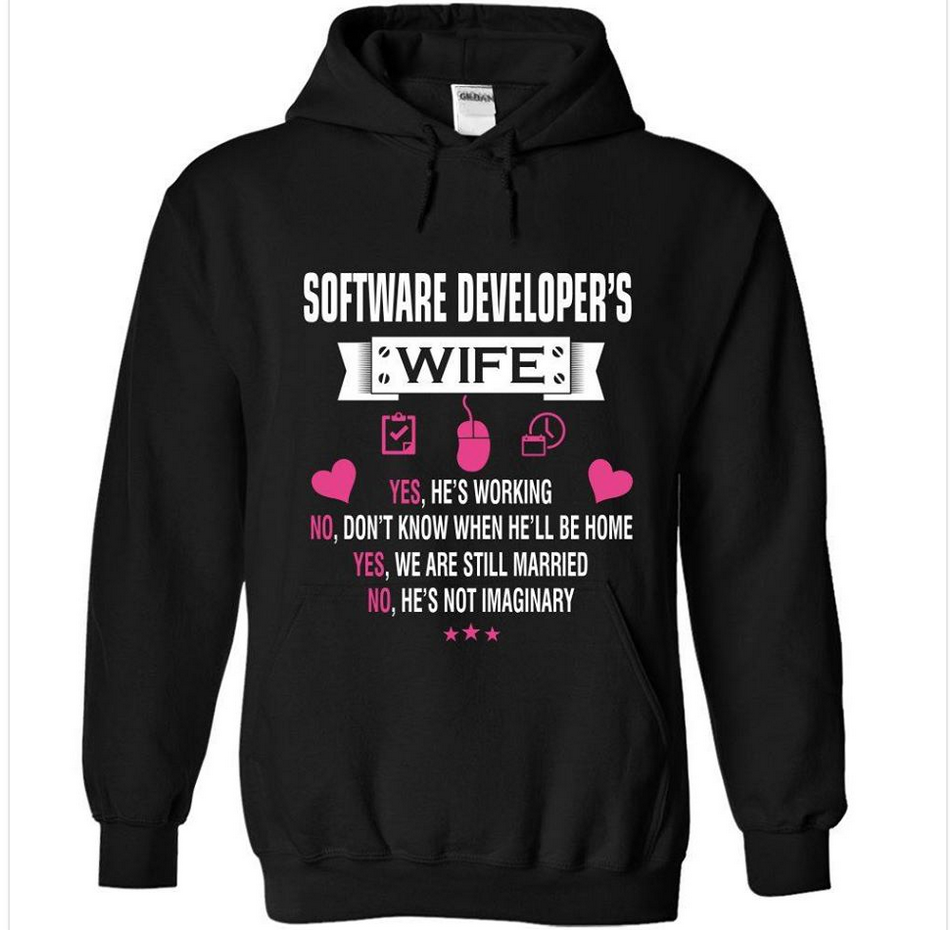 GILDAN
SOFTWARE DEVELOPER'S
WIFE
YES, HE'S WORKING
NO, DON'T KNOW WHEN HE'LL BE HOME
YES, WE ARE STILL MARRIED
NO, HE'S NOT IMAGINARY